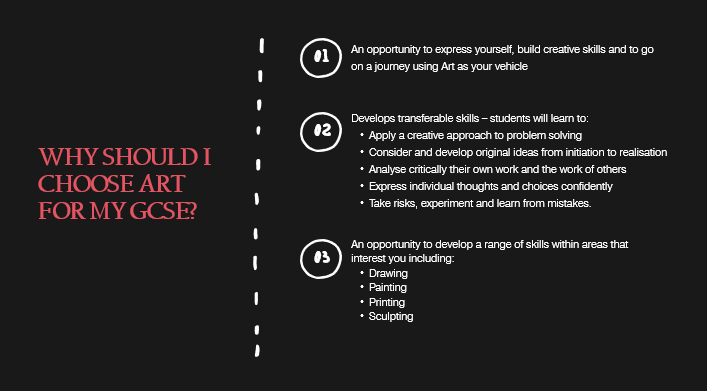 WHY SHOULD I
CHOOSE ART
FOR MY GCSE?
01
An opportunity to express yourself, build creative skills and to go
on a journey using Art as your vehicle
02
Develops transferable skills – students will learn to:
• Apply a creative approach to problem solving
• Consider and develop original ideas from initiation to realisation
• Analyse critically their own work and the work of others
• Express individual thoughts and choices confidently
• Take risks, experiment and learn from mistakes.
03
An opportunity to develop a range of skills within areas that
interest you including:
• Drawing
• Painting
• Printing
• Sculpting